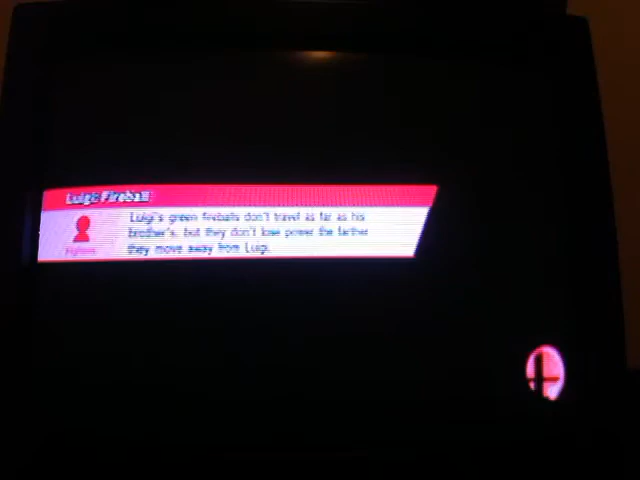 Luigi: Fireball
Luigi's green fireballs don't travel as far as his
brother's, but they don't lose power the farther
they move away from Luigi.
Fighters